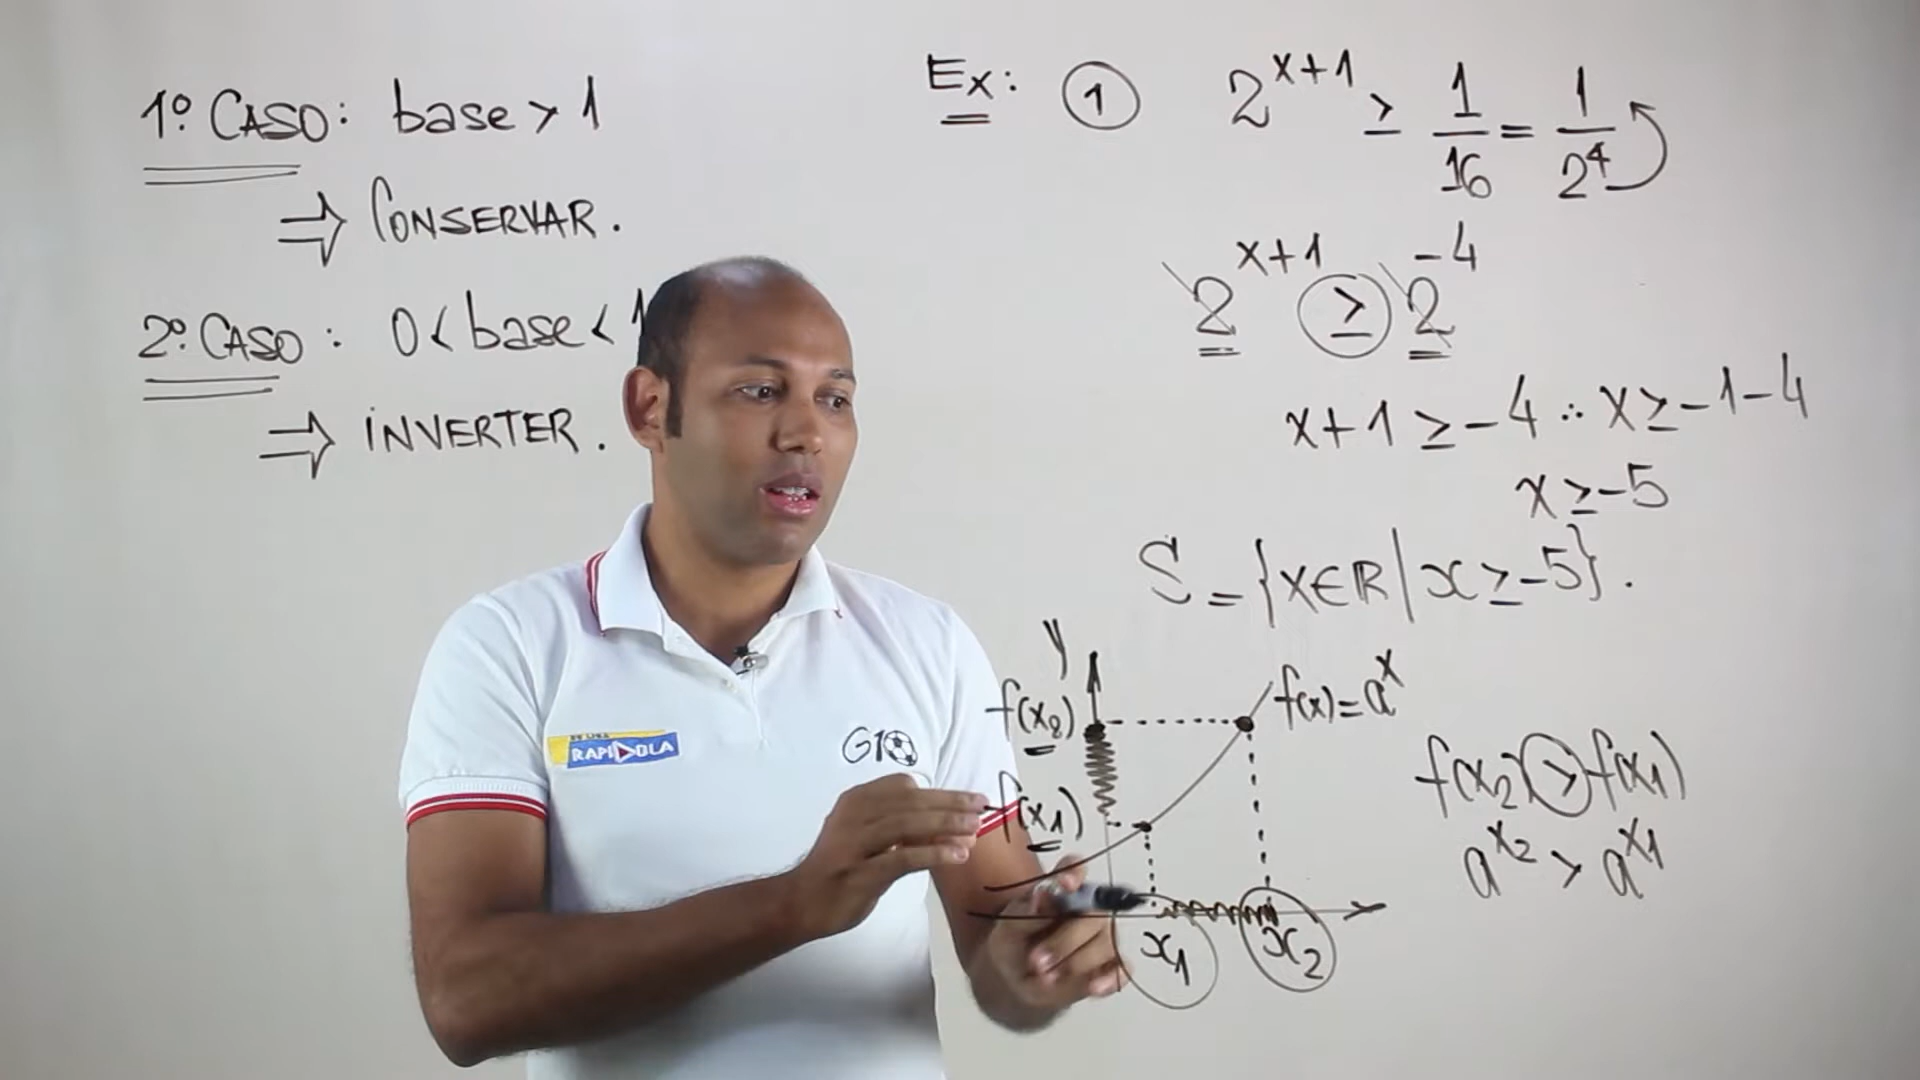 1º CASO: base > 1
⇒ CONSERVAR.
2º CASO: 0 < base < 1
⇒ INVERTER.
Ex: 1 2^(x+1) ≥ 1/16 = 1/2^4
2^(x+1) ≥ 2^(-4)
x+1 ≥ -4 ∴ x ≥ -1-4
x ≥ -5
S = {x∈R | x ≥ -5}.
y
f(x2)
f(x)=a^x
f(x1)
x1 x2
f(x2) > f(x1)
a^x2 > a^x1
RAPIDOLA
G10